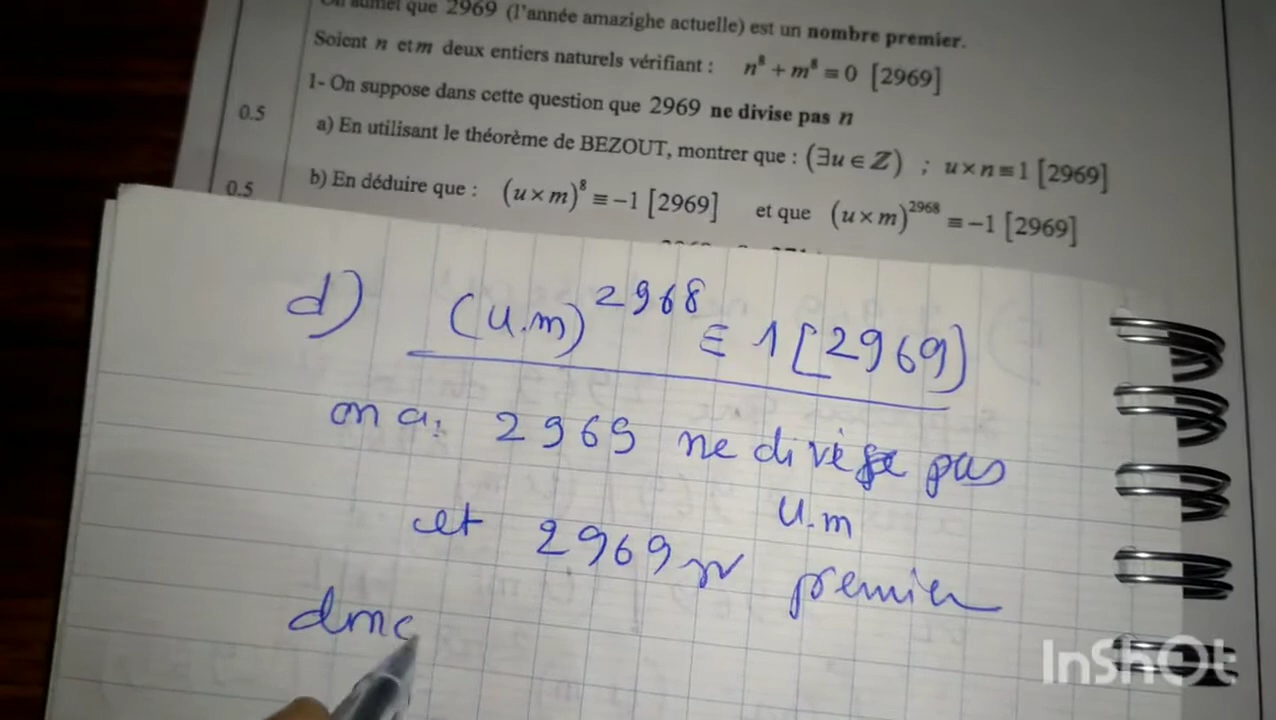 On admet que 2969 (l'année amazighe actuelle) est un nombre premier.
Soient n et m deux entiers naturels vérifiant : n⁸ + m⁸ ≡ 0 [2969]
1- On suppose dans cette question que 2969 ne divise pas n
0.5 a) En utilisant le théorème de BEZOUT, montrer que : (∃u ∈ Z) ; u × n ≡ 1 [2969]
0.5 b) En déduire que : (u × m)⁸ ≡ -1 [2969] et que (u × m)²⁹⁶⁸ ≡ -1 [2969]
d) (u.m)²⁹⁶⁸ ≡ 1 [2969]
on a: 2969 ne divise pas
u.m
et 2969 premier
donc
InShOt